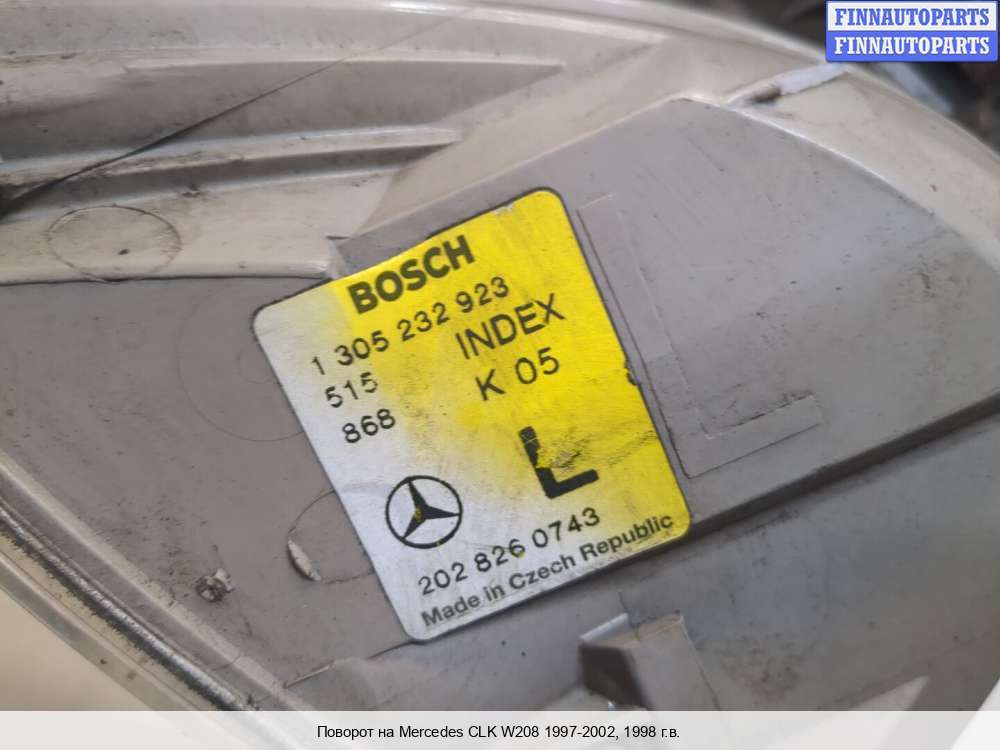 FINNAUTOPARTS
FINNAUTOPARTS
BOSCH
1 305 232 923
515 INDEX
868 K 05
L
202 826 0743
Made in Czech Republic
Поворот на Mercedes CLK W208 1997-2002, 1998 г.в.